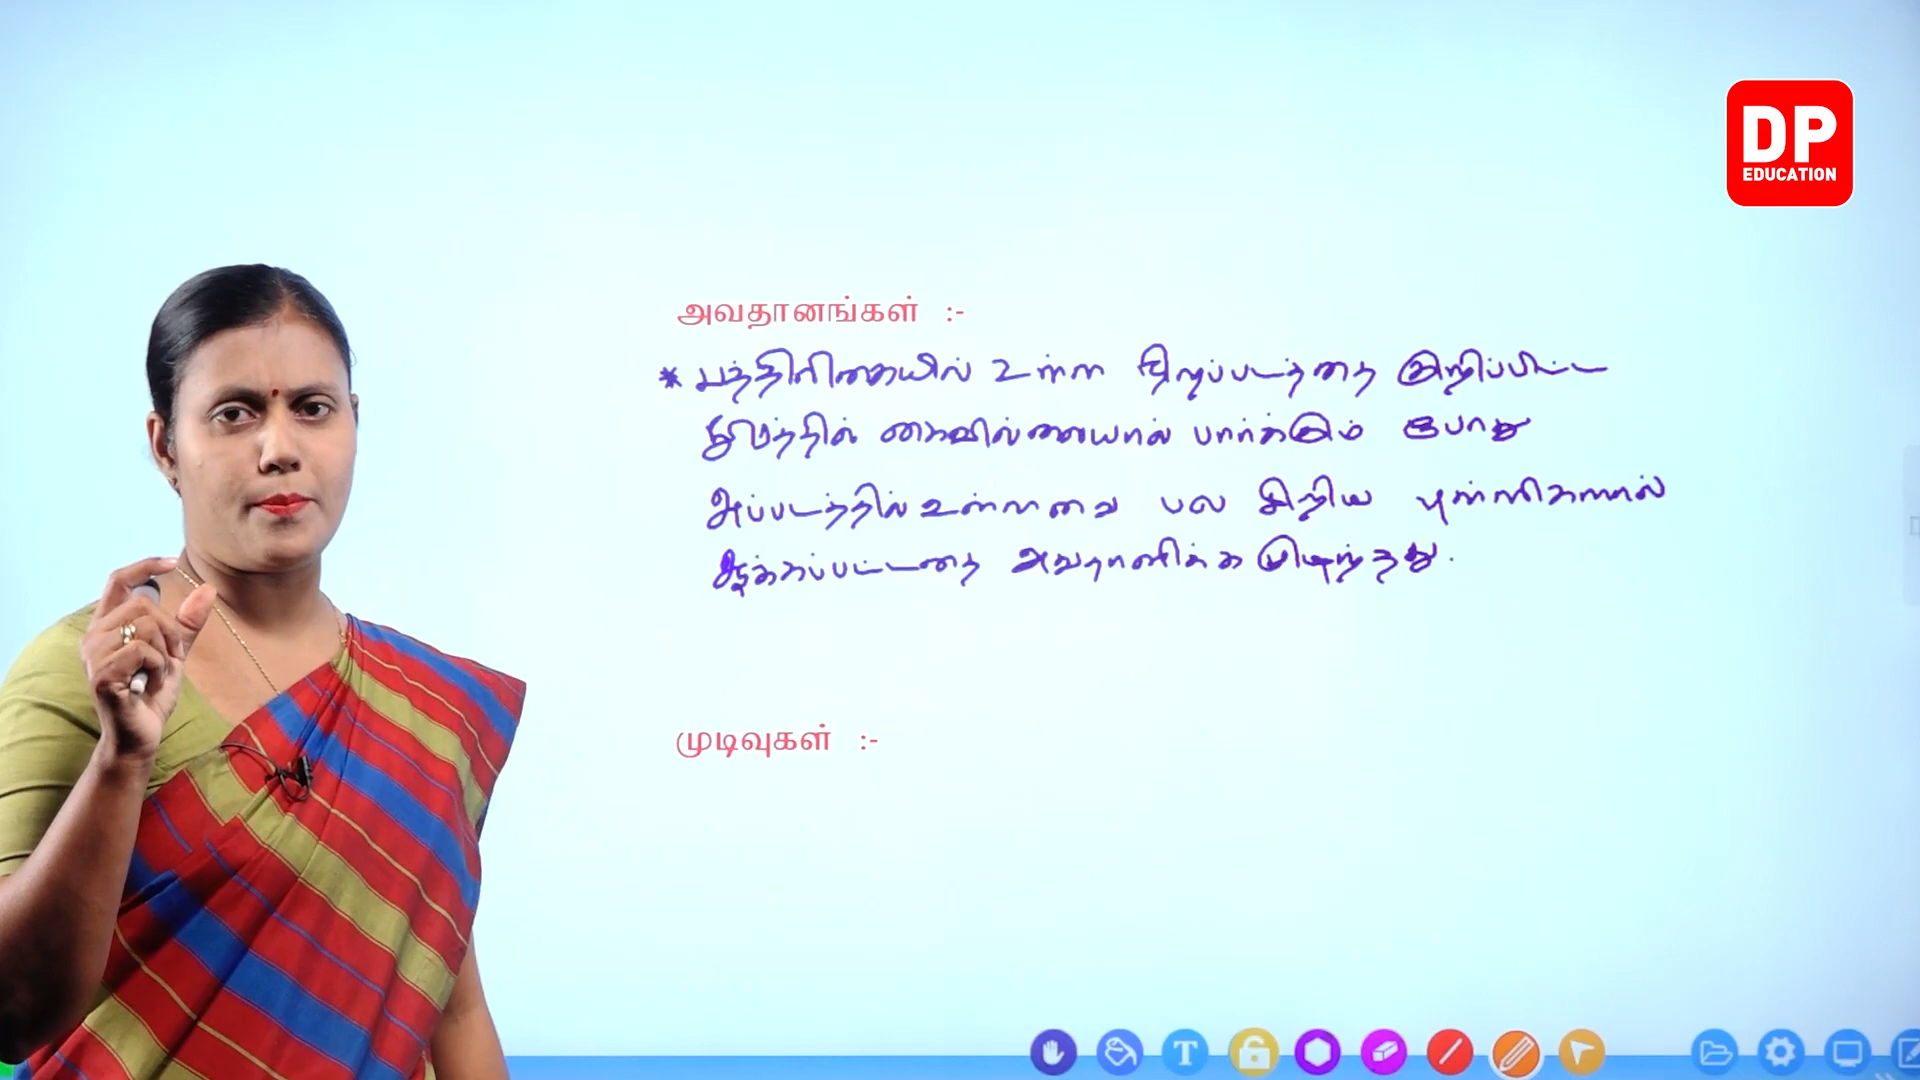 DP
EDUCATION
அவதானங்கள் :-
* பத்திரிகையில் உள்ள நிழற்படத்தை குறிப்பிட்ட
தூரத்தில் கைவில்லையால் பார்க்கும் போது
அப்படத்தில் உள்ளவை பல சிறிய புள்ளிகளால்
ஆக்கப்பட்டதை அவதானிக்க முடிந்தது.
முடிவுகள் :-
T